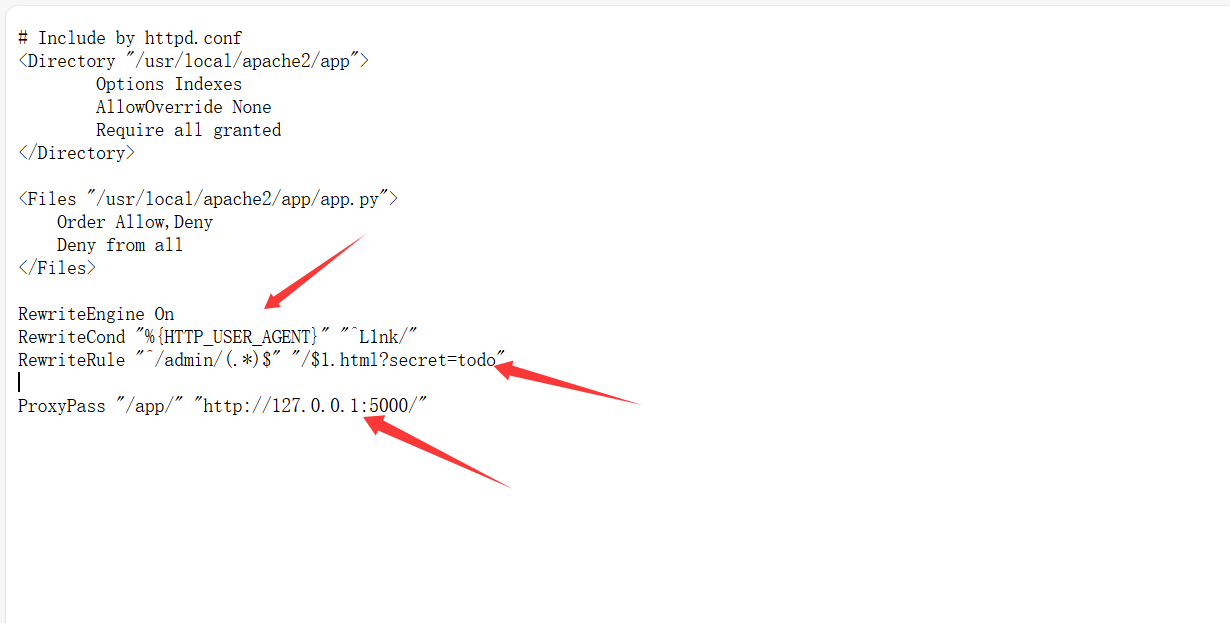 # Include by httpd.conf
<Directory "/usr/local/apache2/app">
Options Indexes
AllowOverride None
Require all granted
</Directory>
<Files "/usr/local/apache2/app/app.py">
Order Allow,Deny
Deny from all
</Files>
RewriteEngine On
RewriteCond "%{HTTP_USER_AGENT}" "^L1nk/"
RewriteRule "^/admin/(.*)$" "/$1.html?secret=todo"
ProxyPass "/app/" "http://127.0.0.1:5000/"